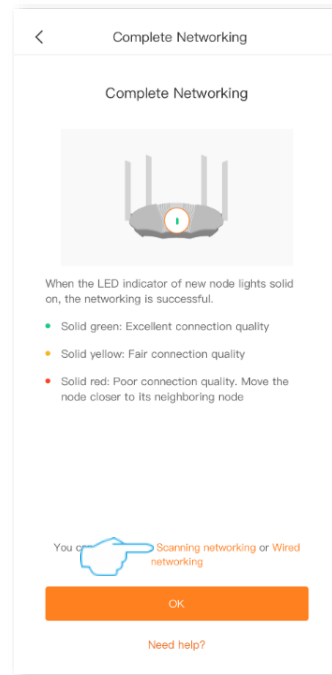 Complete Networking
Complete Networking
When the LED indicator of new node lights solid
on, the networking is successful.
Solid green: Excellent connection quality
Solid yellow: Fair connection quality
Solid red: Poor connection quality. Move the
node closer to its neighboring node
You Scanning networking or Wired
networking
OK
Need help?